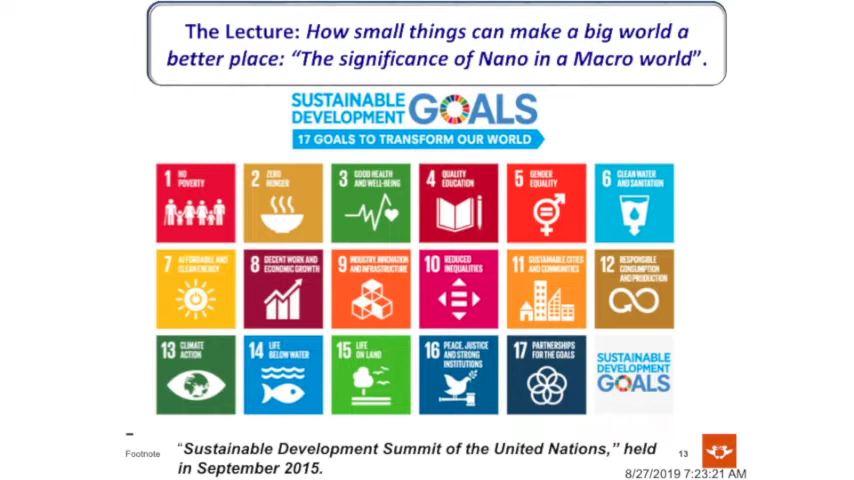 The Lecture: How small things can make a big world a
better place: “The significance of Nano in a Macro world”.
SUSTAINABLE
DEVELOPMENT GOALS
17 GOALS TO TRANSFORM OUR WORLD
1 NO
POVERTY
2 ZERO
HUNGER
3 GOOD HEALTH
AND WELL-BEING
4 QUALITY
EDUCATION
5 GENDER
EQUALITY
6 CLEAN WATER
AND SANITATION
7 AFFORDABLE AND
CLEAN ENERGY
8 DECENT WORK AND
ECONOMIC GROWTH
9 INDUSTRY, INNOVATION
AND INFRASTRUCTURE
10 REDUCED
INEQUALITIES
11 SUSTAINABLE CITIES
AND COMMUNITIES
12 RESPONSIBLE
CONSUMPTION
AND PRODUCTION
13 CLIMATE
ACTION
14 LIFE
BELOW WATER
15 LIFE
ON LAND
16 PEACE, JUSTICE
AND STRONG
INSTITUTIONS
17 PARTNERSHIPS
FOR THE GOALS
SUSTAINABLE
DEVELOPMENT
GOALS
Footnote
“Sustainable Development Summit of the United Nations,” held
in September 2015.
13
8/27/2019 7:23:21 AM